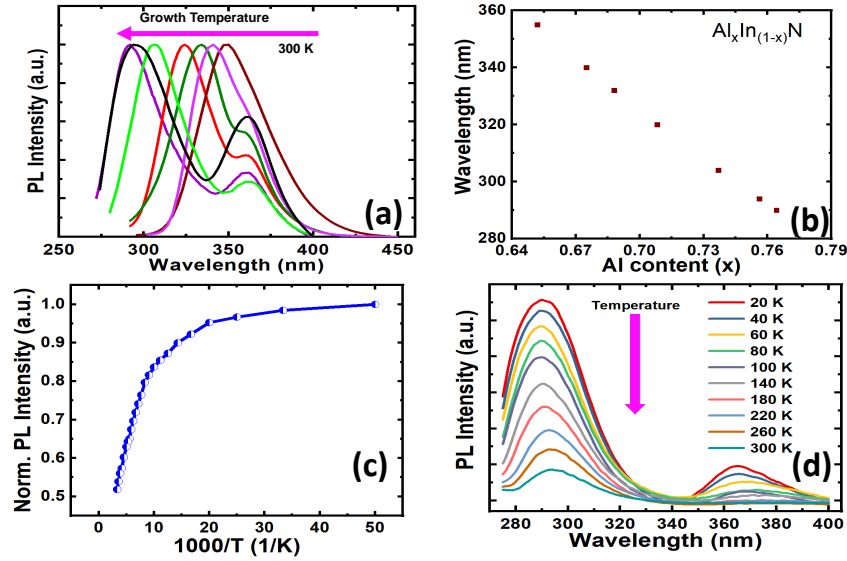 Growth Temperature
300 K
PL Intensity (a.u.)
(a)
250 300 350 400 450
Wavelength (nm)
AlxIn(1-x)N
Wavelength (nm)
360
340
320
300
280
(b)
0.64 0.67 0.70 0.73 0.76 0.79
Al content (x)
Norm. PL Intensity (a.u.)
1.0
0.9
0.8
0.7
0.6
0.5
(c)
0 10 20 30 40 50
1000/T (1/K)
PL Intensity (a.u.)
Temperature
20 K
40 K
60 K
80 K
100 K
140 K
180 K
220 K
260 K
300 K
(d)
280 300 320 340 360 380 400
Wavelength (nm)